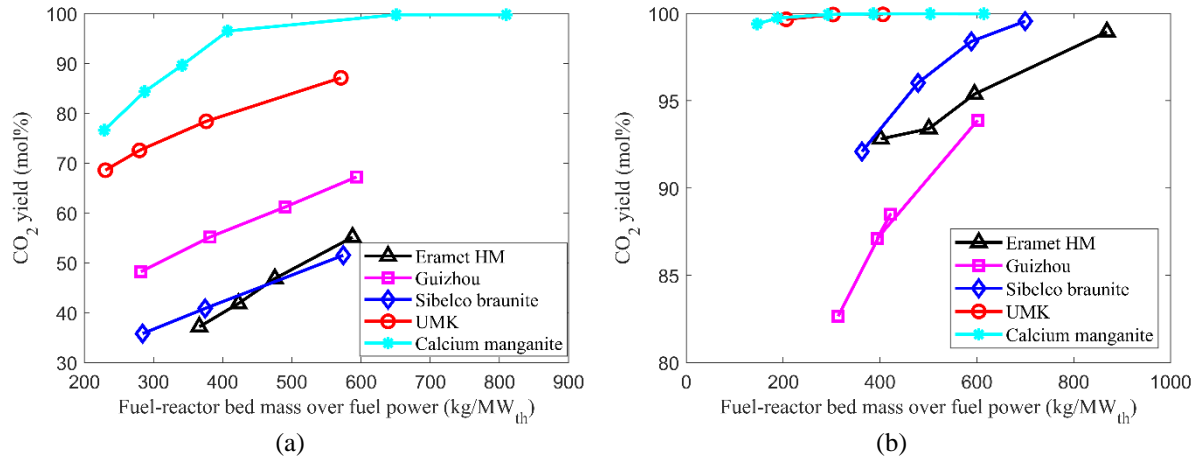 100
90
80
70
60
50
40
30
200 300 400 500 600 700 800 900
CO2 yield (mol%)
Fuel-reactor bed mass over fuel power (kg/MWth)
Eramet HM
Guizhou
Sibelco braunite
UMK
Calcium manganite
(a)
100
95
90
85
80
0 200 400 600 800 1000
CO2 yield (mol%)
Fuel-reactor bed mass over fuel power (kg/MWth)
Eramet HM
Guizhou
Sibelco braunite
UMK
Calcium manganite
(b)